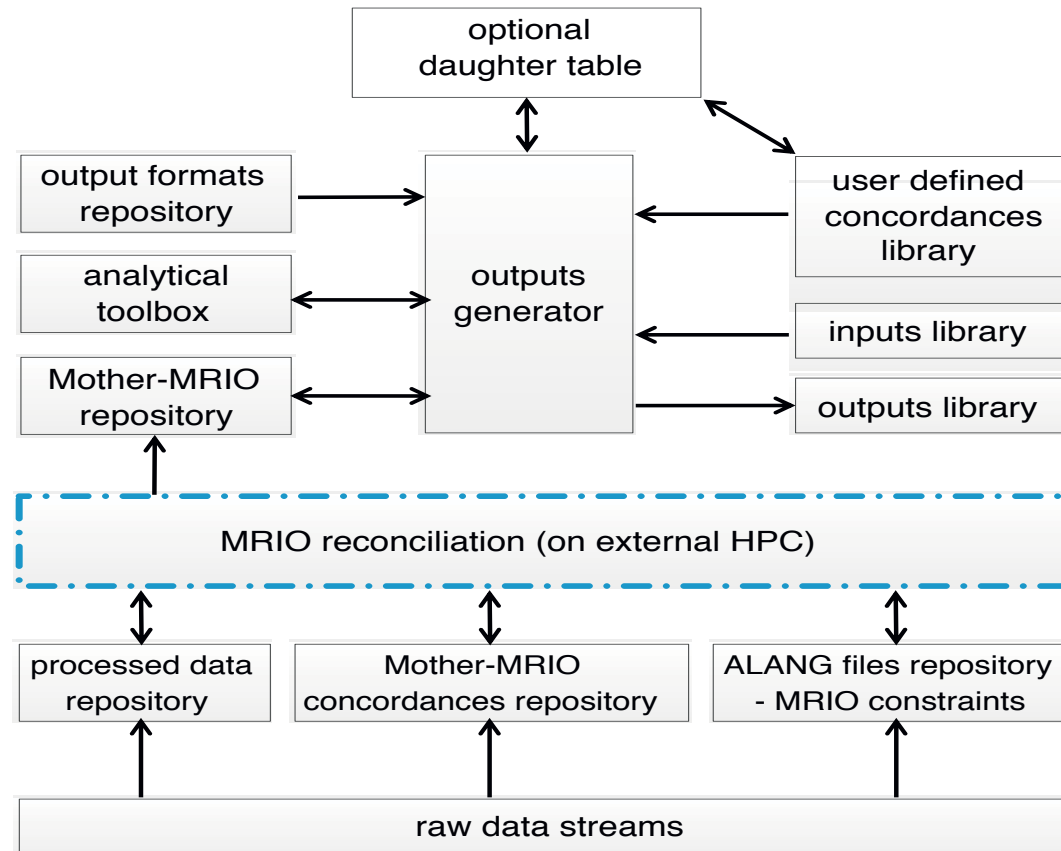 optional
daughter table
output formats
repository
user defined
concordances
library
analytical
toolbox
outputs
generator
inputs library
Mother-MRIO
repository
outputs library
MRIO reconciliation (on external HPC)
processed data
repository
Mother-MRIO
concordances repository
ALANG files repository
- MRIO constraints
raw data streams